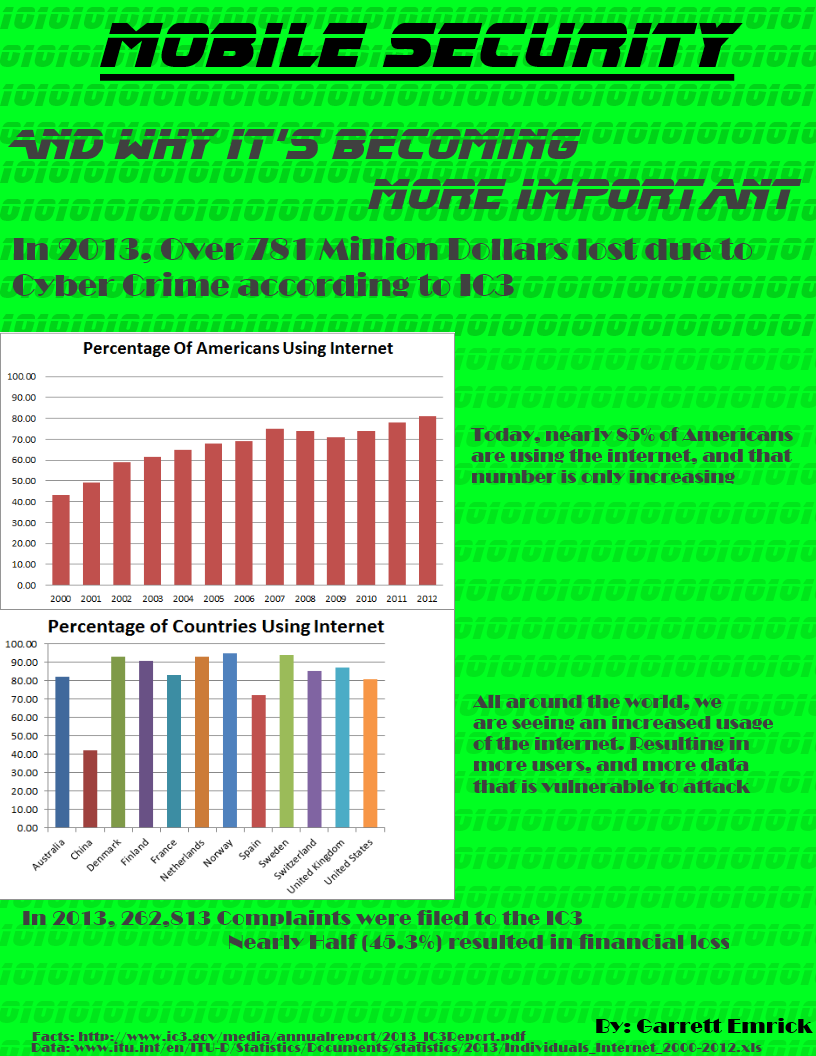 MOBILE SECURITY
AND WHY IT'S BECOMING
MORE IMPORTANT
In 2013, Over 781 Million Dollars lost due to
Cyber Crime according to IC3
Percentage Of Americans Using Internet
100.00
90.00
80.00
70.00
60.00
50.00
40.00
30.00
20.00
10.00
0.00
2000 2001 2002 2003 2004 2005 2006 2007 2008 2009 2010 2011 2012
Today, nearly 85% of Americans
are using the internet, and that
number is only increasing
Percentage of Countries Using Internet
100.00
90.00
80.00
70.00
60.00
50.00
40.00
30.00
20.00
10.00
0.00
Australia China Denmark Finland France Netherlands Norway Spain Sweden Switzerland United Kingdom United States
All around the world, we
are seeing an increased usage
of the internet. Resulting in
more users, and more data
that is vulnerable to attack
In 2013, 262,813 Complaints were filed to the IC3
Nearly Half (45.3%) resulted in financial loss
By: Garrett Emrick
Facts: http://www.ic3.gov/media/annualreport/2013_IC3Report.pdf
Data: www.itu.int/en/ITU-D/Statistics/Documents/statistics/2013/Individuals_Internet_2000-2012.xls